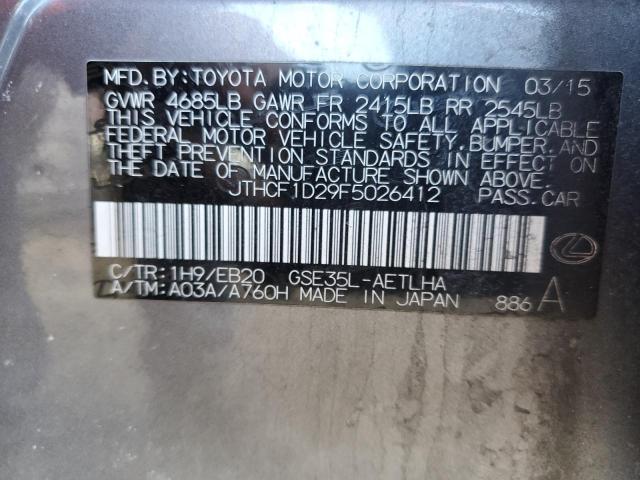 MFD. BY: TOYOTA MOTOR CORPORATION 03/15
GVWR 4685LB GAWR FR 2415LB RR 2545LB
THIS VEHICLE CONFORMS TO ALL APPLICABLE
FEDERAL MOTOR VEHICLE SAFETY, BUMPER, AND
THEFT PREVENTION STANDARDS IN EFFECT ON
THE DATE OF MANUFACTURE SHOWN ABOVE.
JTHCF1D29F5026412 PASS. CAR
C/TR: 1H9/EB20 GSE35L-AETLHA
A/TM: A03A/A760H MADE IN JAPAN 886 A